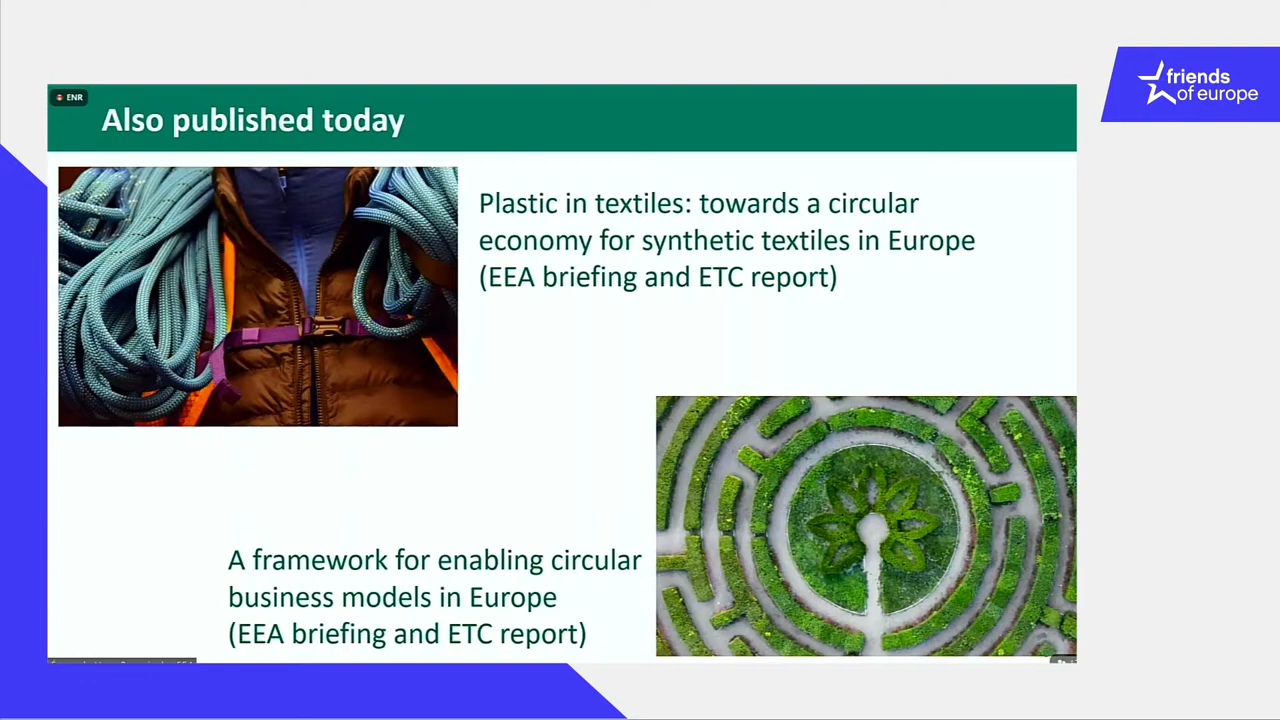 ENR
Also published today
friends
of europe
Plastic in textiles: towards a circular
economy for synthetic textiles in Europe
(EEA briefing and ETC report)
A framework for enabling circular
business models in Europe
(EEA briefing and ETC report)